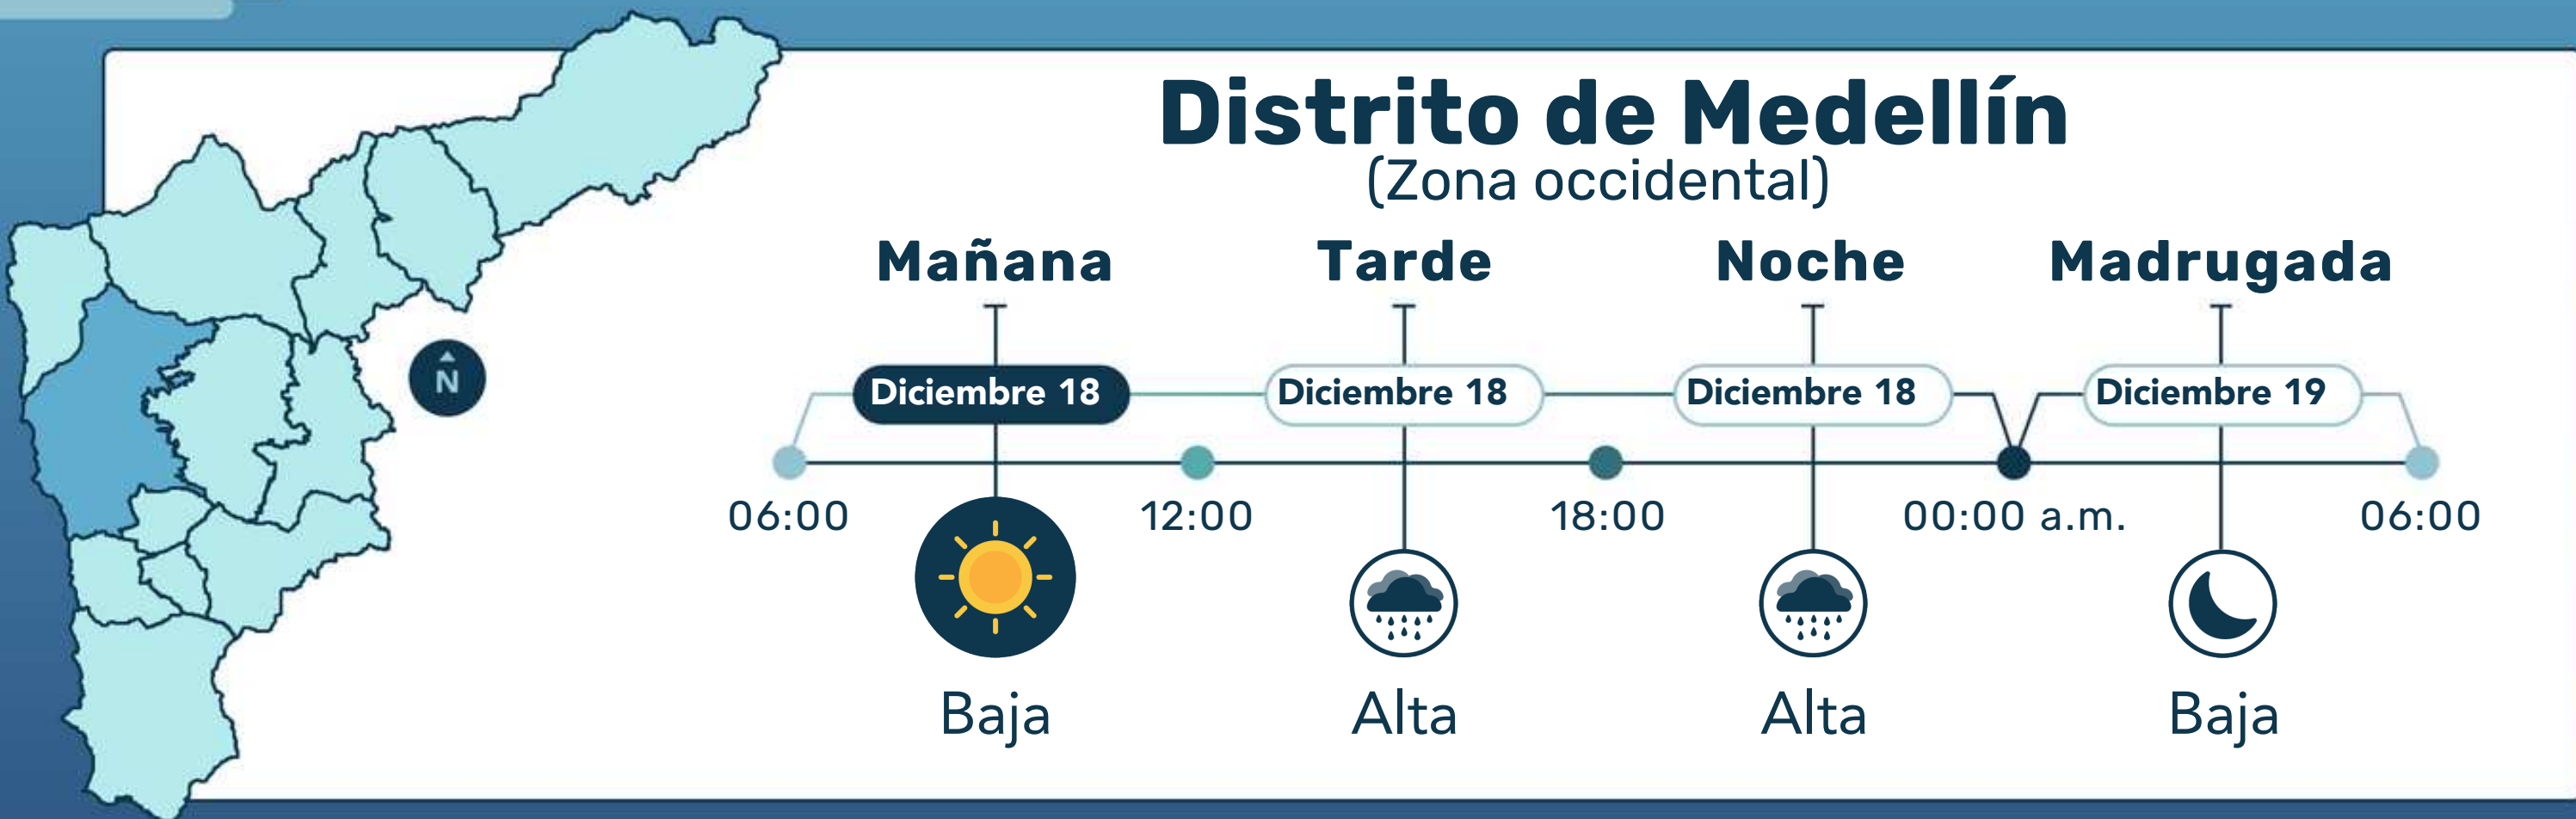 Distrito de Medellín
(Zona occidental)
Mañana Tarde Noche Madrugada
Diciembre 18 Diciembre 18 Diciembre 18 Diciembre 19
N
06:00 12:00 18:00 00:00 a.m. 06:00
Baja Alta Alta Baja